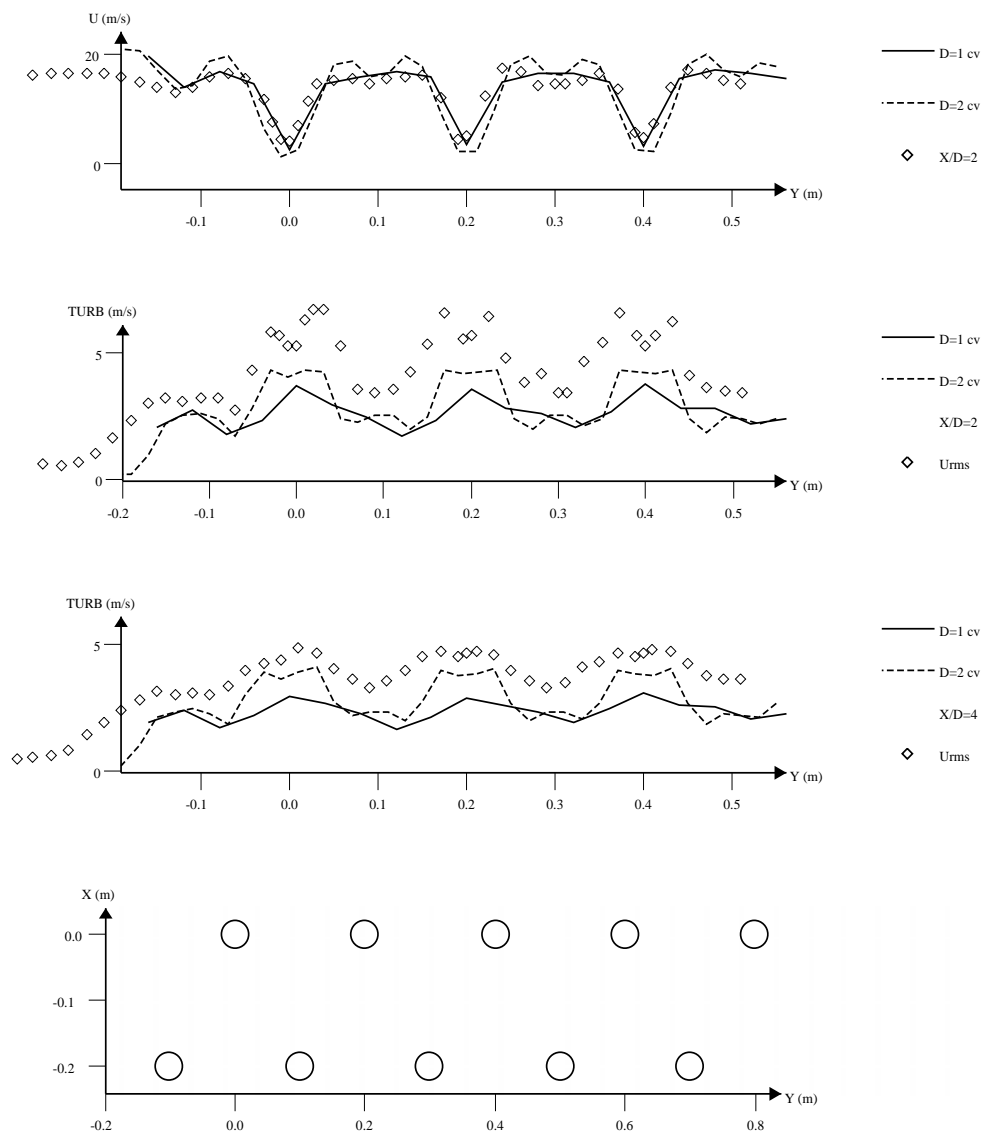 U (m/s)
20
0
-0.1 0.0 0.1 0.2 0.3 0.4 0.5
Y (m)
D=1 cv
D=2 cv
X/D=2
TURB (m/s)
5
0
-0.2 -0.1 0.0 0.1 0.2 0.3 0.4 0.5
Y (m)
D=1 cv
D=2 cv
X/D=2
Urms
TURB (m/s)
5
0
-0.1 0.0 0.1 0.2 0.3 0.4 0.5
Y (m)
D=1 cv
D=2 cv
X/D=4
Urms
X (m)
0.0
-0.1
-0.2
-0.2 0.0 0.2 0.4 0.6 0.8
Y (m)